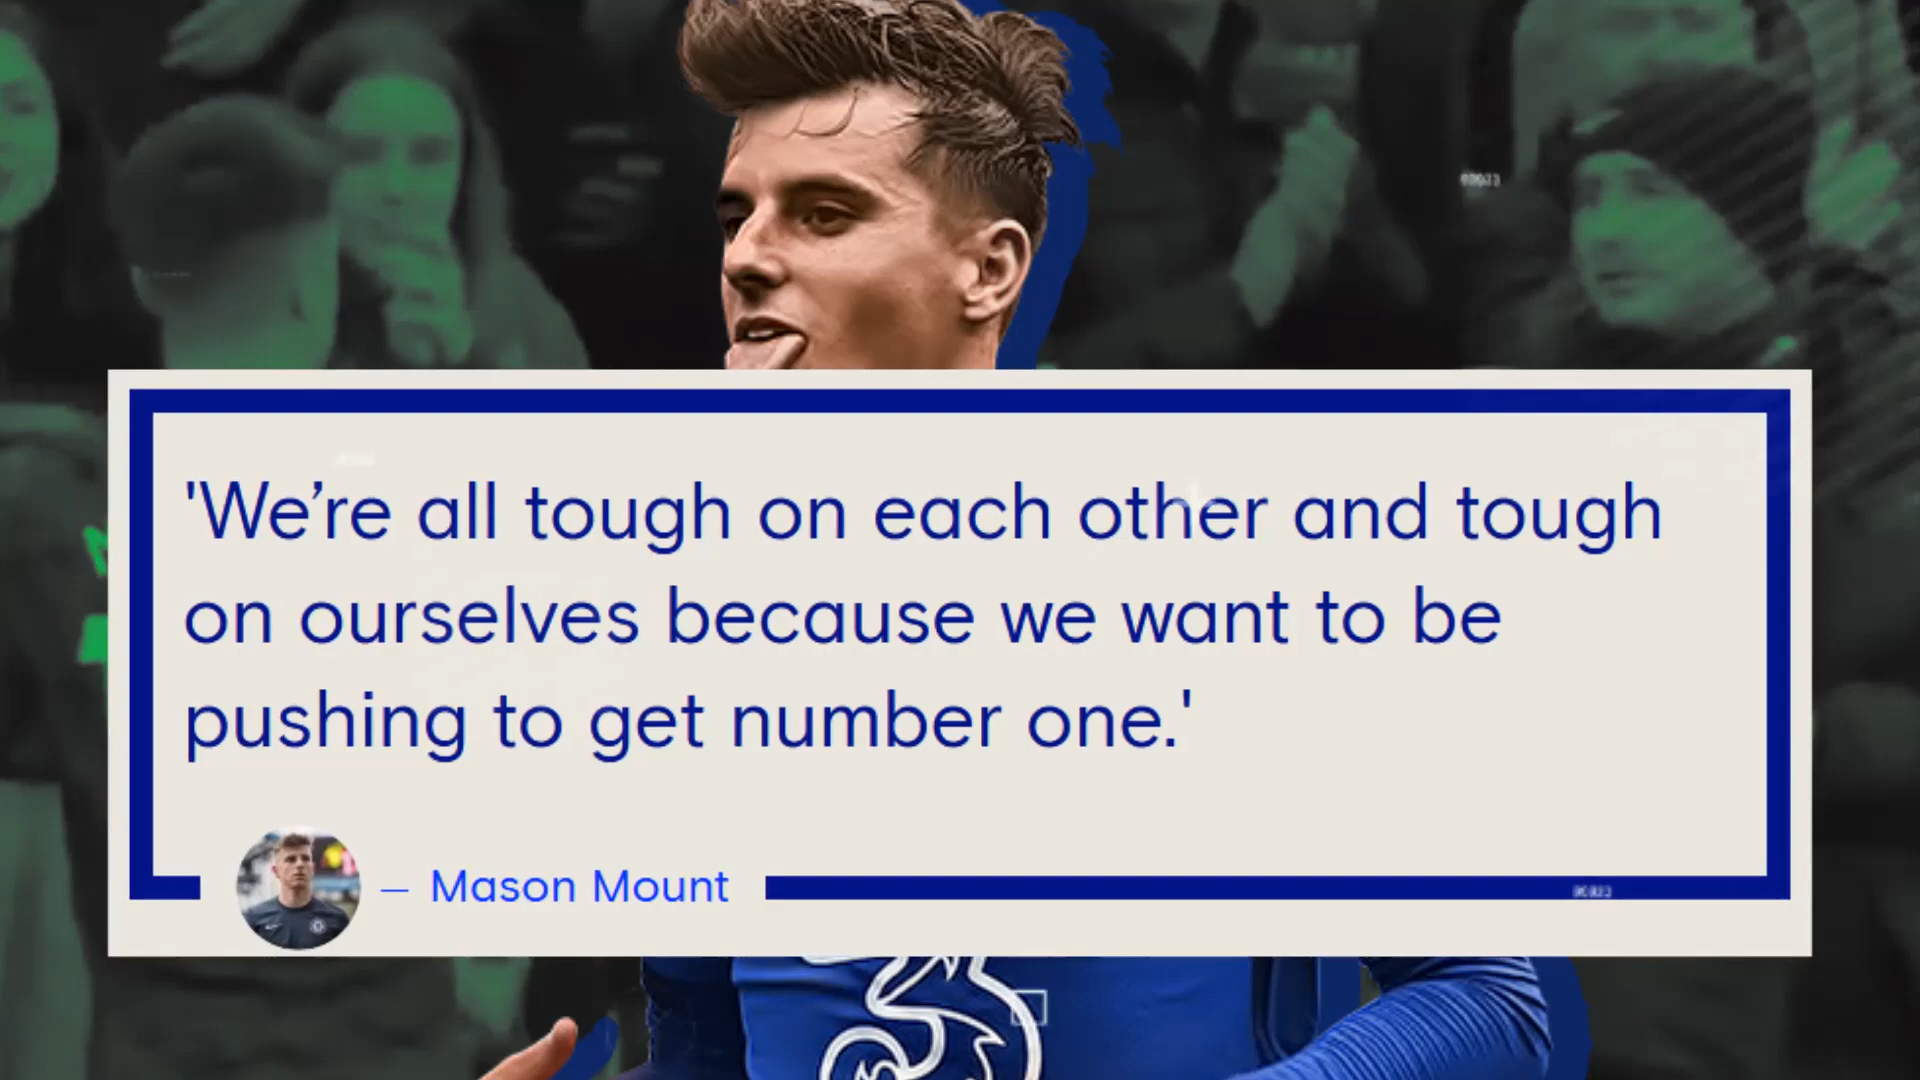 'We’re all tough on each other and tough
on ourselves because we want to be
pushing to get number one.'
— Mason Mount